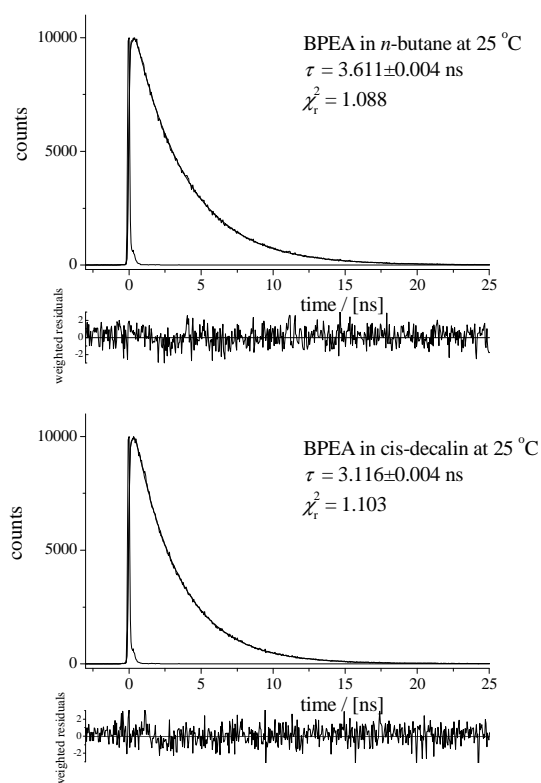 10000
5000
0
counts
BPEA in n-butane at 25 °C
τ = 3.611±0.004 ns
χ²ᵣ = 1.088
0 5 10 15 20 25
time / [ns]
weighted residuals
2
0
-2
10000
5000
0
counts
BPEA in cis-decalin at 25 °C
τ = 3.116±0.004 ns
χ²ᵣ = 1.103
0 5 10 15 20 25
time / [ns]
weighted residuals
2
0
-2